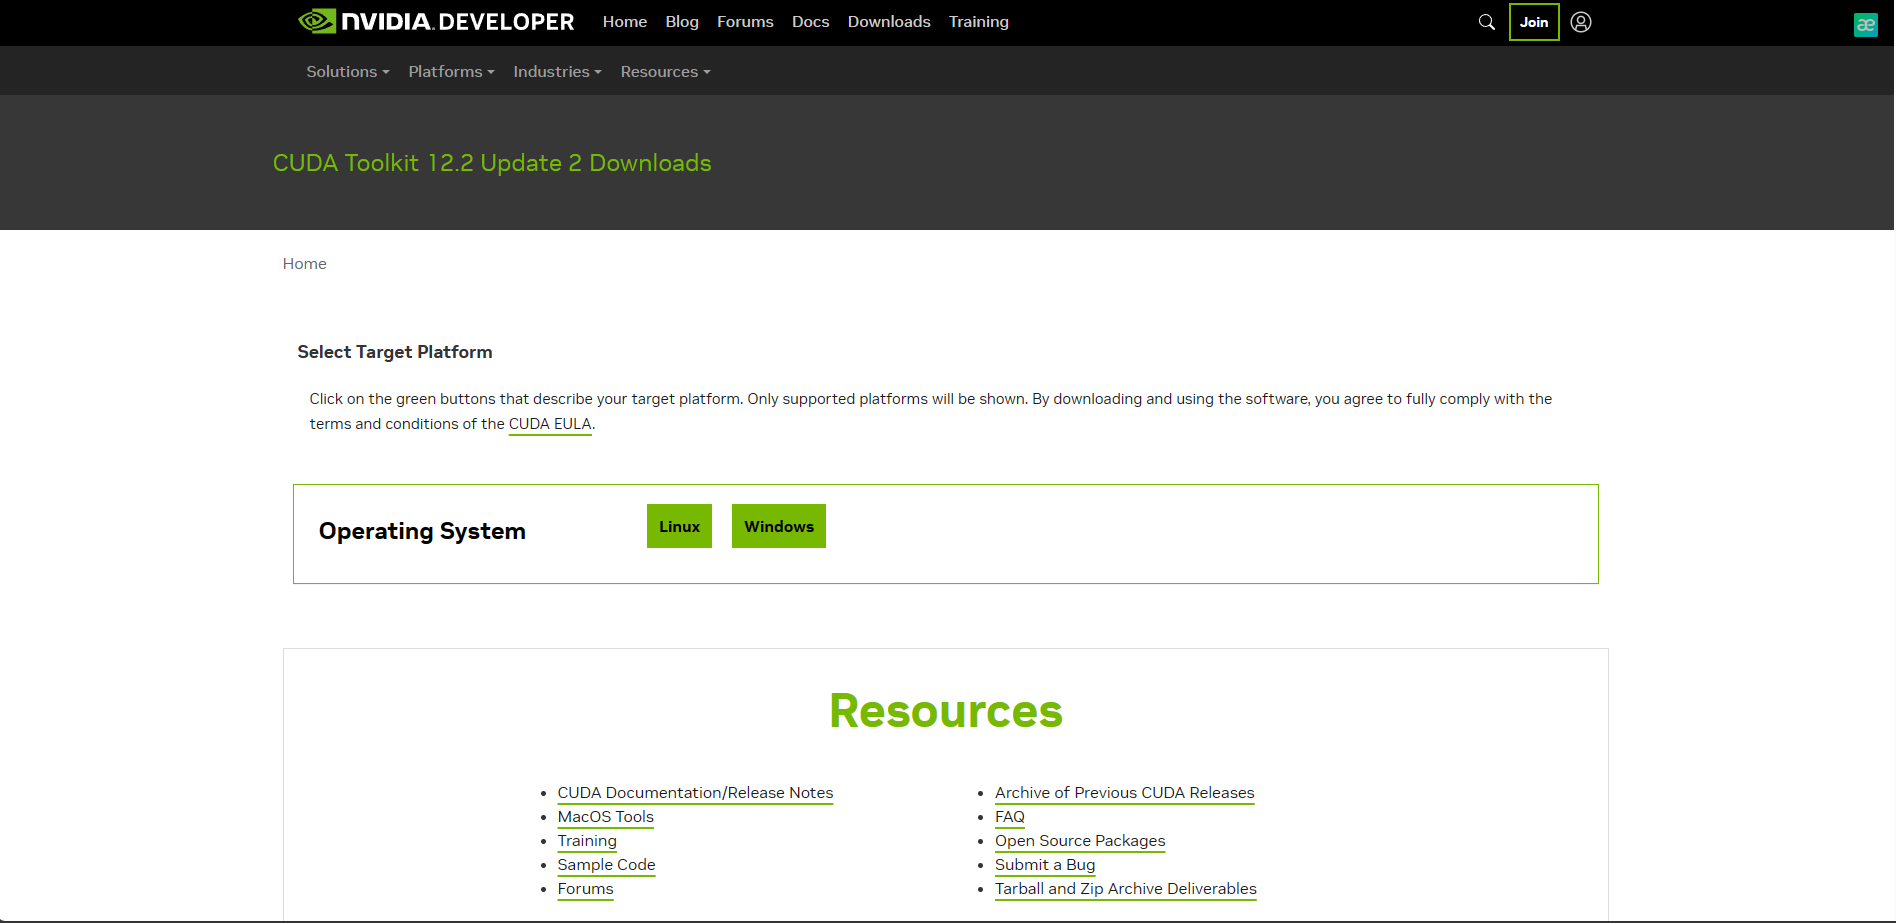 NVIDIA. DEVELOPER Home Blog Forums Docs Downloads Training Join æ
Solutions Platforms Industries Resources
CUDA Toolkit 12.2 Update 2 Downloads
Home
Select Target Platform
Click on the green buttons that describe your target platform. Only supported platforms will be shown. By downloading and using the software, you agree to fully comply with the
terms and conditions of the CUDA EULA.
Operating System Linux Windows
Resources
CUDA Documentation/Release Notes
MacOS Tools
Training
Sample Code
Forums
Archive of Previous CUDA Releases
FAQ
Open Source Packages
Submit a Bug
Tarball and Zip Archive Deliverables